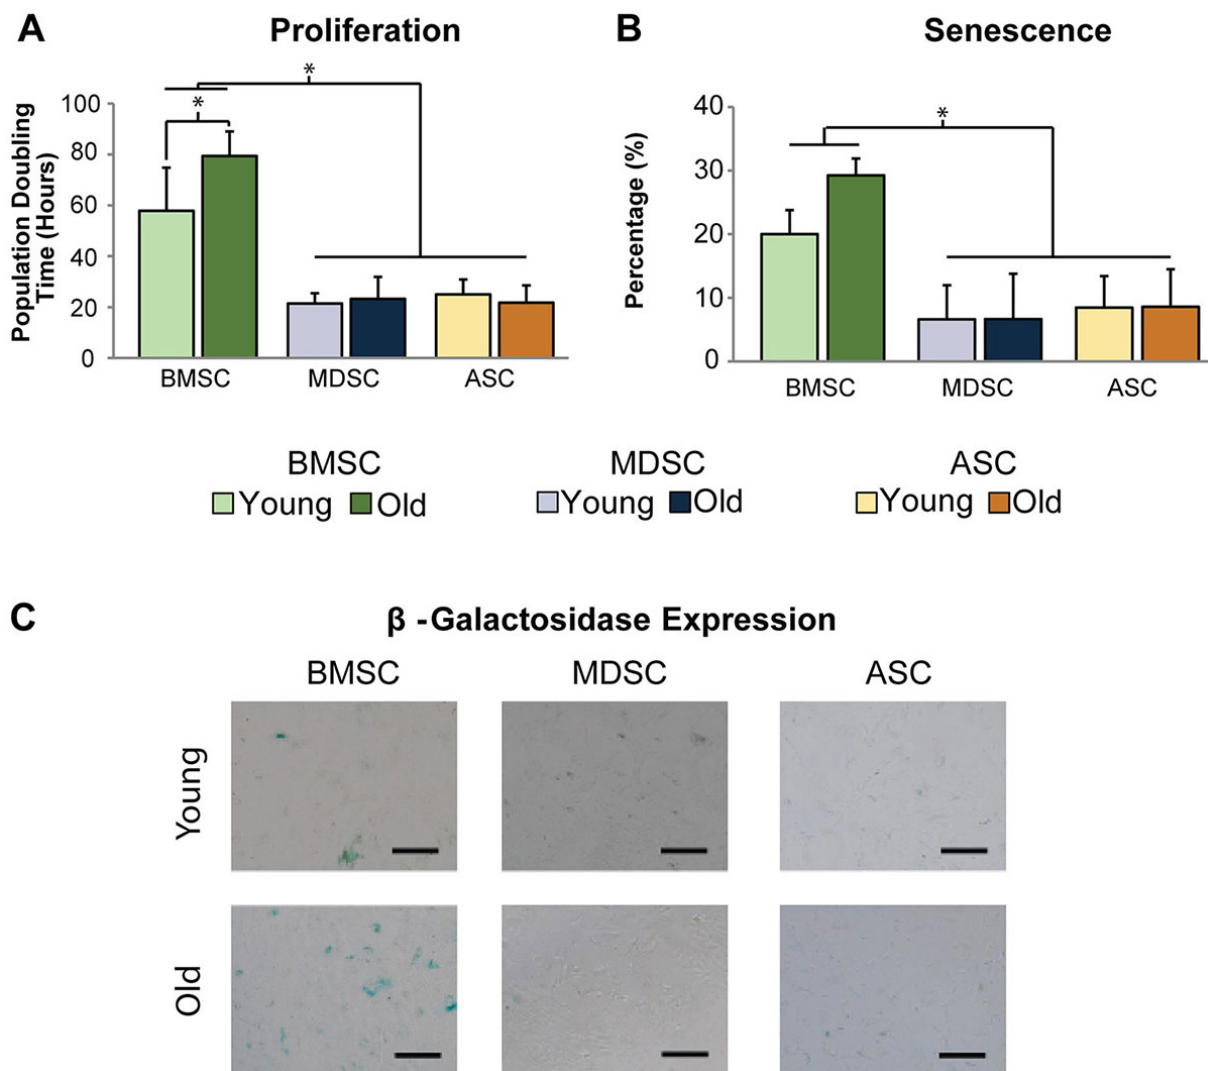 A
Proliferation
*
*
Population Doubling
Time (Hours)
100
80
60
40
20
0
BMSC
MDSC
ASC
B
Senescence
*
Percentage (%)
40
30
20
10
0
BMSC
MDSC
ASC
BMSC
Young Old
MDSC
Young Old
ASC
Young Old
C
β -Galactosidase Expression
BMSC MDSC ASC
Young
Old